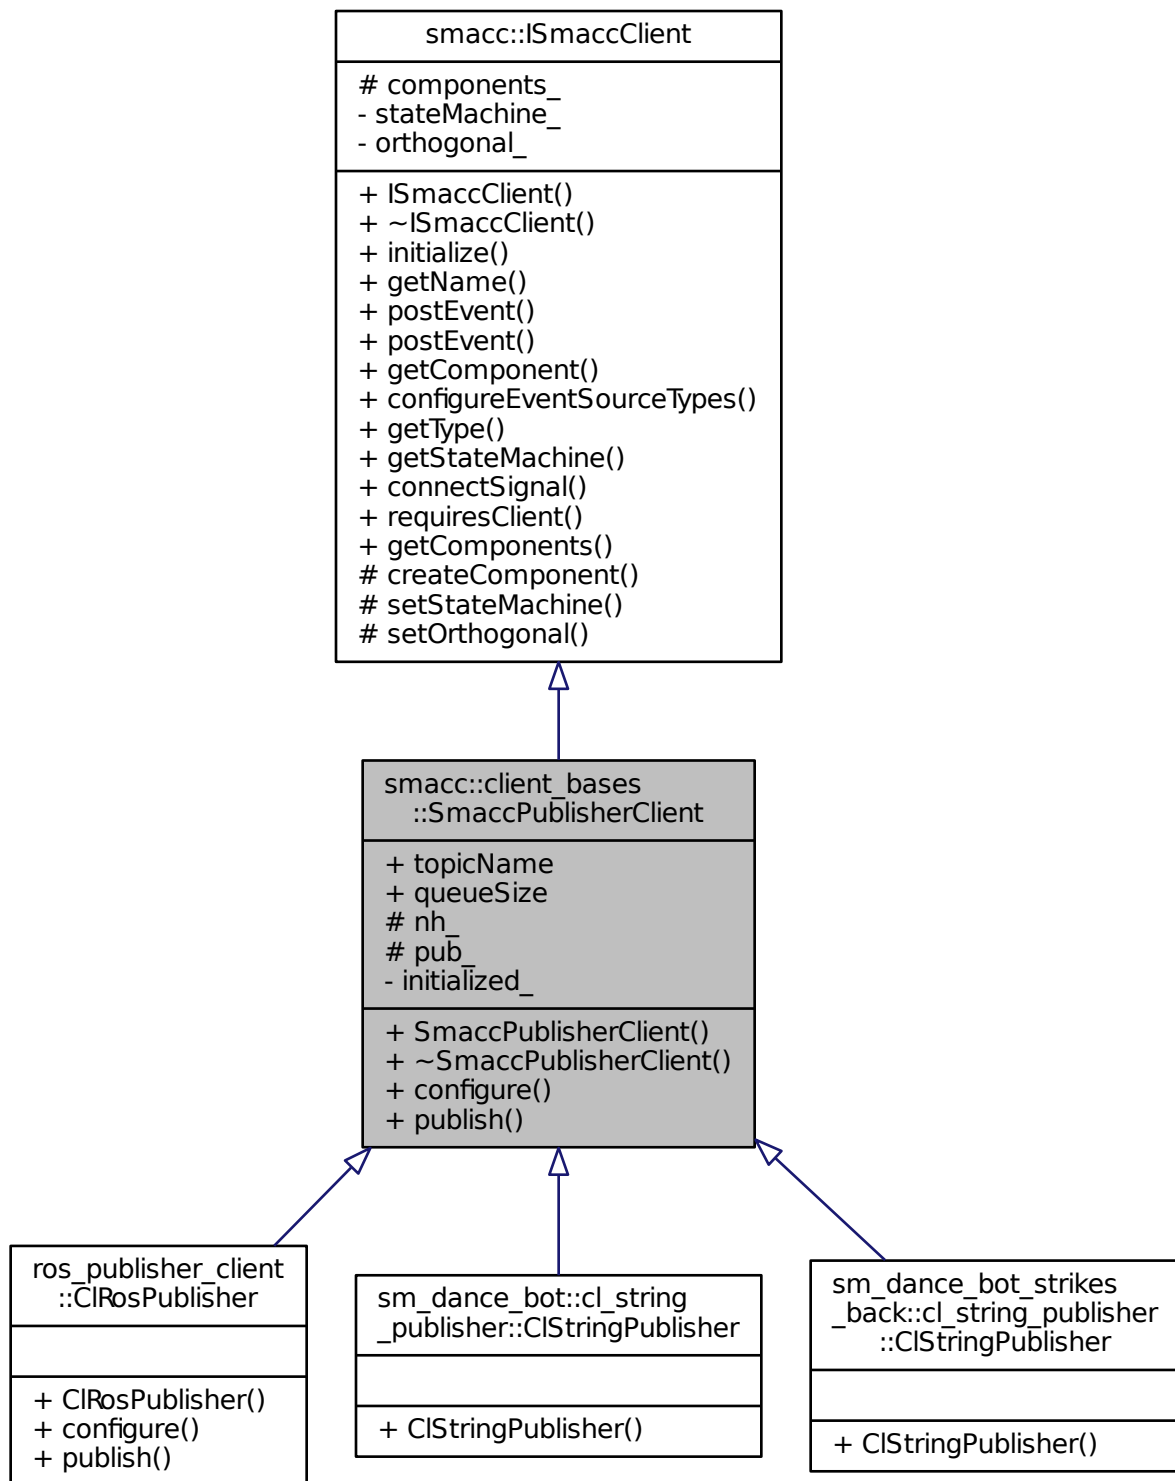 smacc::ISmaccClient
# components_
- stateMachine_
- orthogonal_
+ ISmaccClient()
+ ~ISmaccClient()
+ initialize()
+ getName()
+ postEvent()
+ postEvent()
+ getComponent()
+ configureEventSourceTypes()
+ getType()
+ getStateMachine()
+ connectSignal()
+ requiresClient()
+ getComponents()
# createComponent()
# setStateMachine()
# setOrthogonal()
smacc::client_bases
::SmaccPublisherClient
+ topicName
+ queueSize
# nh_
# pub_
- initialized_
+ SmaccPublisherClient()
+ ~SmaccPublisherClient()
+ configure()
+ publish()
ros_publisher_client
::ClRosPublisher
+ ClRosPublisher()
+ configure()
+ publish()
sm_dance_bot::cl_string
_publisher::ClStringPublisher
+ ClStringPublisher()
sm_dance_bot_strikes
_back::cl_string_publisher
::ClStringPublisher
+ ClStringPublisher()